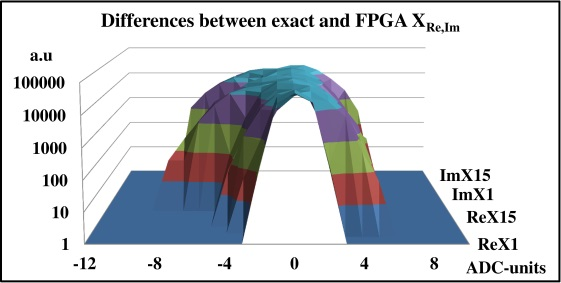 Differences between exact and FPGA X_Re,Im
a.u
100000
10000
1000
100
10
1
ImX15
ImX1
ReX15
ReX1
-12 -8 -4 0 4 8 ADC-units